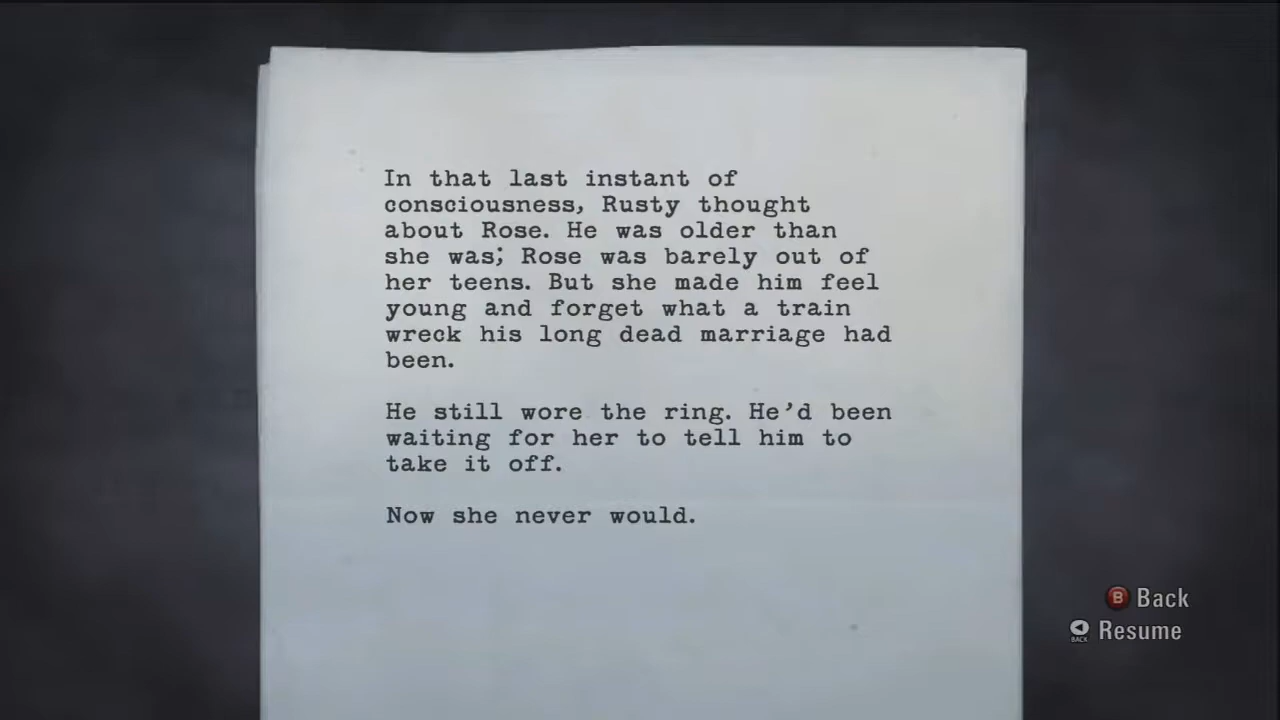 In that last instant of
consciousness, Rusty thought
about Rose. He was older than
she was; Rose was barely out of
her teens. But she made him feel
young and forget what a train
wreck his long dead marriage had
been.
He still wore the ring. He'd been
waiting for her to tell him to
take it off.
Now she never would.
B Back
BACK Resume